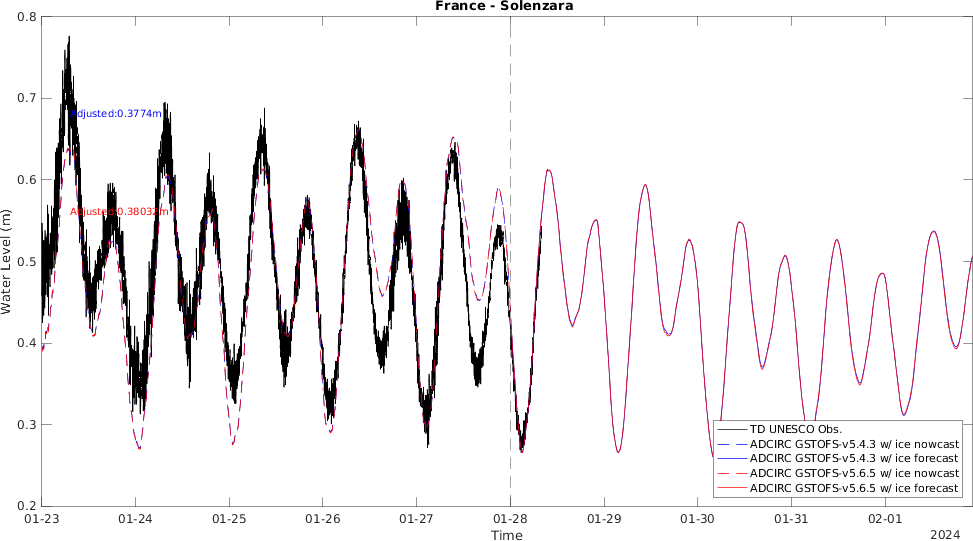 France - Solenzara
0.8
0.7
0.6
0.5
0.4
0.3
0.2
Water Level (m)
Adjusted:0.3774m
Adjusted:0.38032m
TD UNESCO Obs.
ADCIRC GSTOFS-v5.4.3 w/ ice nowcast
ADCIRC GSTOFS-v5.4.3 w/ ice forecast
ADCIRC GSTOFS-v5.6.5 w/ ice nowcast
ADCIRC GSTOFS-v5.6.5 w/ ice forecast
01-23 01-24 01-25 01-26 01-27 01-28 01-29 01-30 01-31 02-01
Time
2024